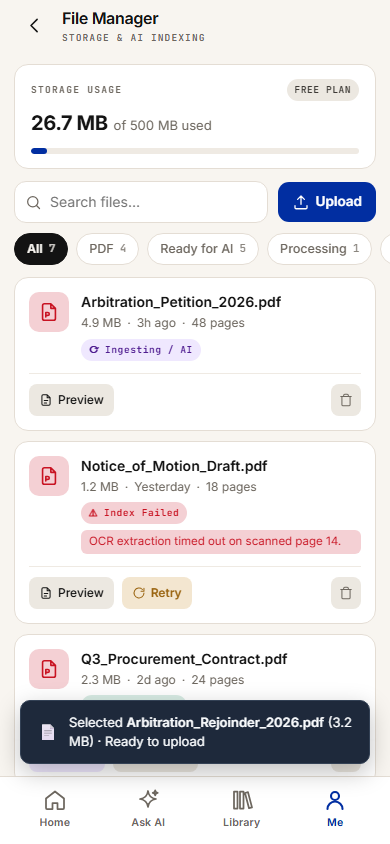 File Manager
STORAGE & AI INDEXING
STORAGE USAGE
FREE PLAN
26.7 MB of 500 MB used
Search files...
Upload
All 7
PDF 4
Ready for AI 5
Processing 1
Arbitration_Petition_2026.pdf
4.9 MB · 3h ago · 48 pages
Ingesting / AI
Preview
Notice_of_Motion_Draft.pdf
1.2 MB · Yesterday · 18 pages
Index Failed
OCR extraction timed out on scanned page 14.
Preview
Retry
Q3_Procurement_Contract.pdf
2.3 MB · 2d ago · 24 pages
Selected Arbitration_Rejoinder_2026.pdf (3.2
MB) · Ready to upload
Home
Ask AI
Library
Me